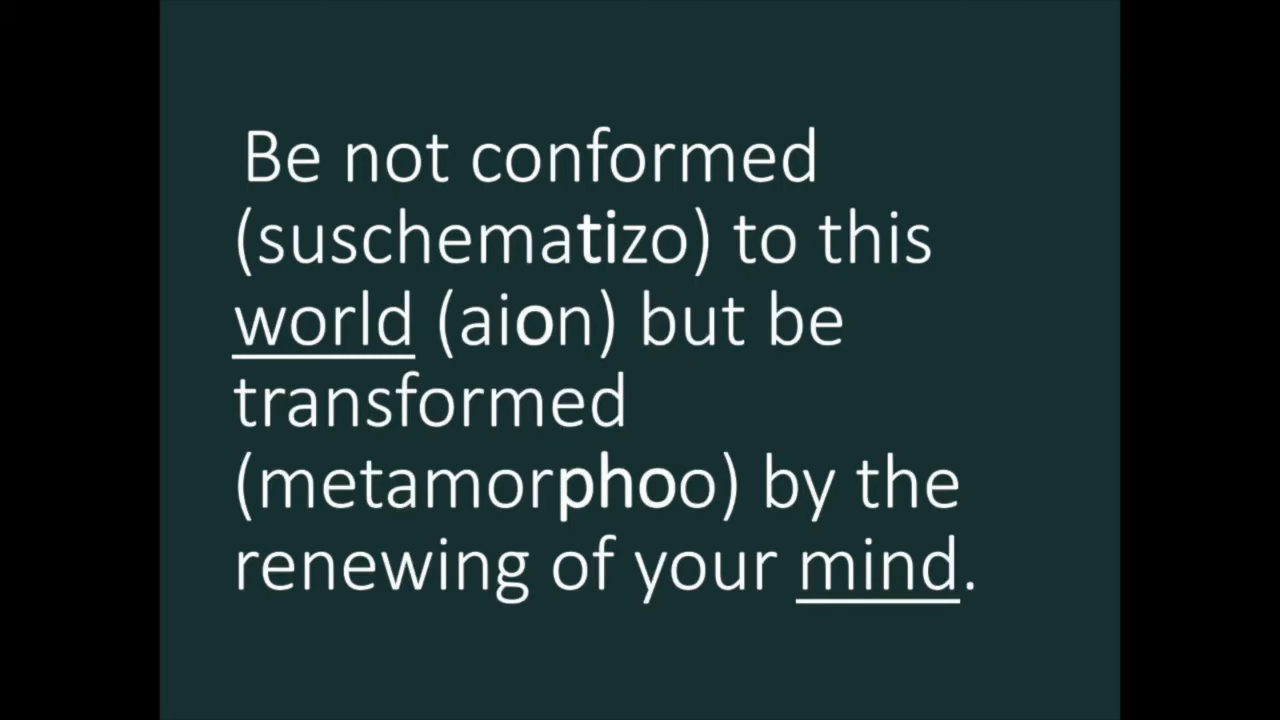 Be not conformed
(suschematizo) to this
world (aion) but be
transformed
(metamorphoo) by the
renewing of your mind.